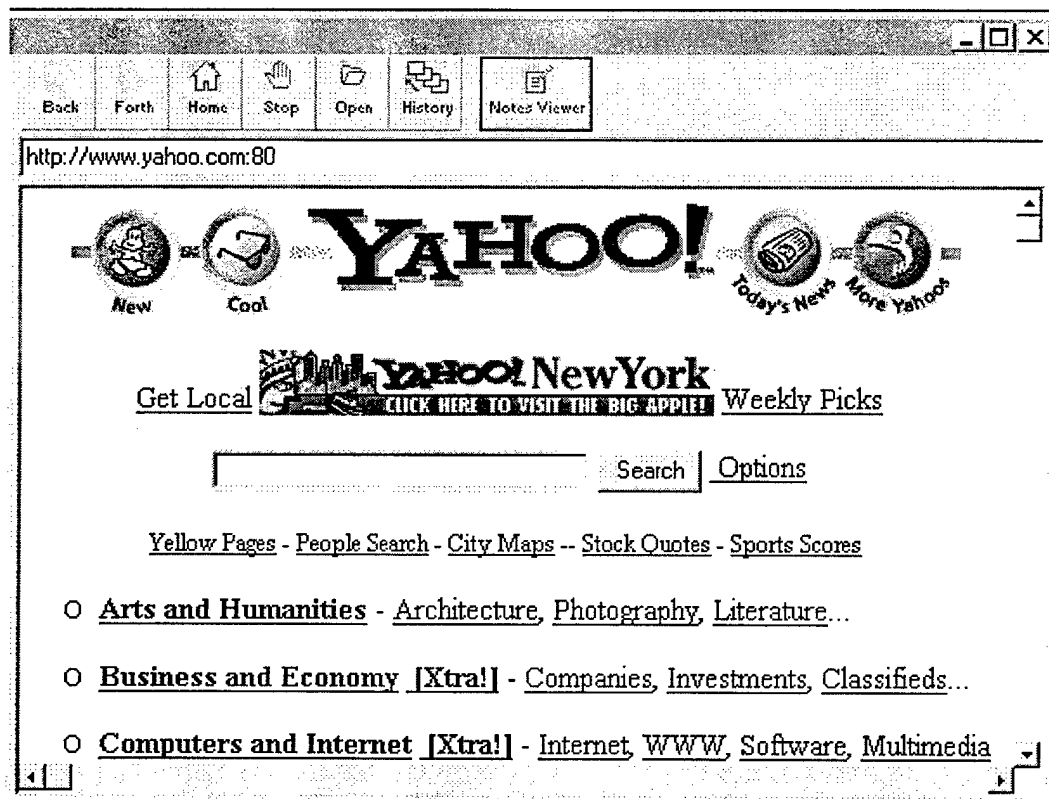 Back Forth Home Stop Open History Notes Viewer
http://www.yahoo.com:80
YAHOO!
New Cool Today's News More Yahoos
Get Local YAHOO! New York Weekly Picks
CLICK HERE TO VISIT THE BIG APPLE!
Search Options
Yellow Pages - People Search - City Maps -- Stock Quotes - Sports Scores
O Arts and Humanities - Architecture, Photography, Literature...
O Business and Economy [Xtra!] - Companies, Investments, Classifieds...
O Computers and Internet [Xtra!] - Internet, WWW, Software, Multimedia